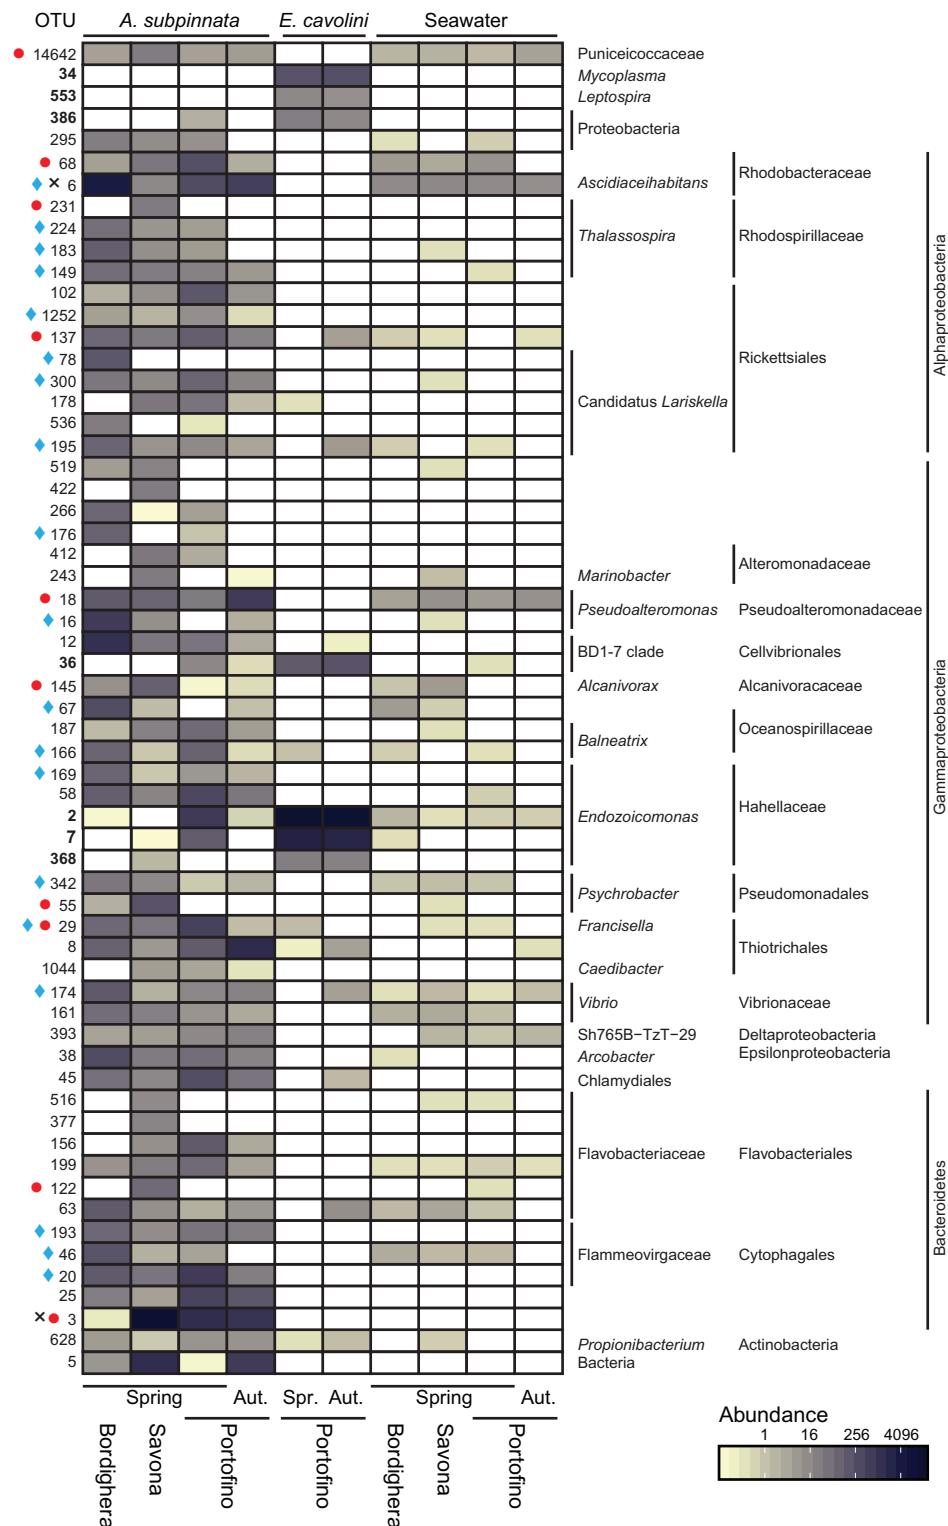 OTU A. subpinnata E. cavolini Seawater
14642 Puniceicoccaceae
34 Mycoplasma
553 Leptospira
386
Proteobacteria
295
68
Rhodobacteraceae
× 6 Ascidiaceihabitans
231
224
Thalassospira Rhodospirillaceae
183
149
102
1252
137
Rickettsiales
78
300
178 Candidatus Lariskella
536
195
Alphaproteobacteria
519
422
266
176
412
Alteromonadaceae
243 Marinobacter
18
Pseudoalteromonas Pseudoalteromonadaceae
16
12
BD1-7 clade Cellvibrionales
36
145 Alcanivorax Alcanivoracaceae
67
Oceanospirillaceae
187
Balneatrix
166
169
58
2 Endozoicomonas Hahellaceae
7
368
342
Psychrobacter Pseudomonadales
55
29 Francisella
8 Thiotrichales
1044 Caedibacter
174
Vibrio Vibrionaceae
161
Gammaproteobacteria
393 Sh765B−TzT−29 Deltaproteobacteria
38 Arcobacter Epsilonproteobacteria
45 Chlamydiales
516
377
156
Flavobacteriaceae Flavobacteriales
199
122
63
193
46 Flammeovirgaceae Cytophagales
20
25
× 3
Bacteroidetes
628 Propionibacterium Actinobacteria
5 Bacteria
Spring Aut. Spr. Aut. Spring Aut.
Bordighera Savona Portofino Portofino Bordighera Savona Portofino
Abundance
1 16 256 4096